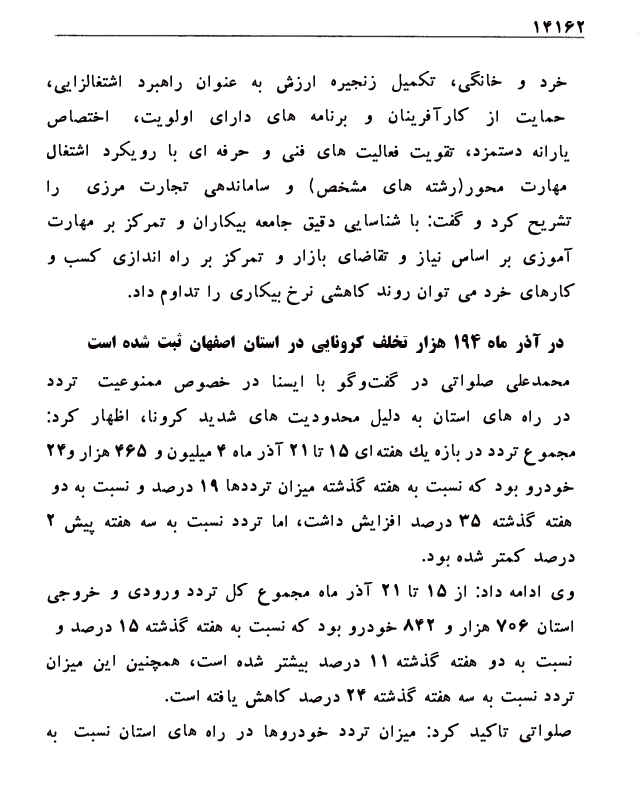 ۱۴۱۶۲
خرد و خانگی، تکمیل زنجیره ارزش به عنوان راهبرد اشتغالزایی،
حمایت از کارآفرینان و برنامه های دارای اولویت، اختصاص
یارانه دستمزد، تقویت فعالیت های فنی و حرفه ای با رویکرد اشتغال
مهارت محور(رشته های مشخص) و ساماندهی تجارت مرزی را
تشریح کرد و گفت: با شناسایی دقیق جامعه بیکاران و تمرکز بر مهارت
آموزی بر اساس نیاز و تقاضای بازار و تمرکز بر راه اندازی کسب و
کارهای خرد می توان روند کاهشی نرخ بیکاری را تداوم داد.
در آذر ماه ۱۹۴ هزار تخلف کرونایی در استان اصفهان ثبت شده است
محمدعلی صلواتی در گفت‌وگو با ایسنا در خصوص ممنوعیت تردد
در راه های استان به دلیل محدودیت های شدید کرونا، اظهار کرد:
مجموع تردد در بازه یك هفته‌ای ۱۵ تا ۲۱ آذر ماه ۴ میلیون و ۴۶۵ هزار و۲۴
خودرو بود که نسبت به هفته گذشته میزان ترددها ۱۹ درصد و نسبت به دو
هفته گذشته ۳۵ درصد افزایش داشت، اما تردد نسبت به سه هفته پیش ۲
درصد کمتر شده بود.
وی ادامه داد: از ۱۵ تا ۲۱ آذر ماه مجموع کل تردد ورودی و خروجی
استان ۷۰۶ هزار و ۸۴۲ خودرو بود که نسبت به هفته گذشته ۱۵ درصد و
نسبت به دو هفته گذشته ۱۱ درصد بیشتر شده است، همچنین این میزان
تردد نسبت به سه هفته گذشته ۲۴ درصد کاهش یافته است.
صلواتی تاکید کرد: میزان تردد خودروها در راه های استان نسبت به